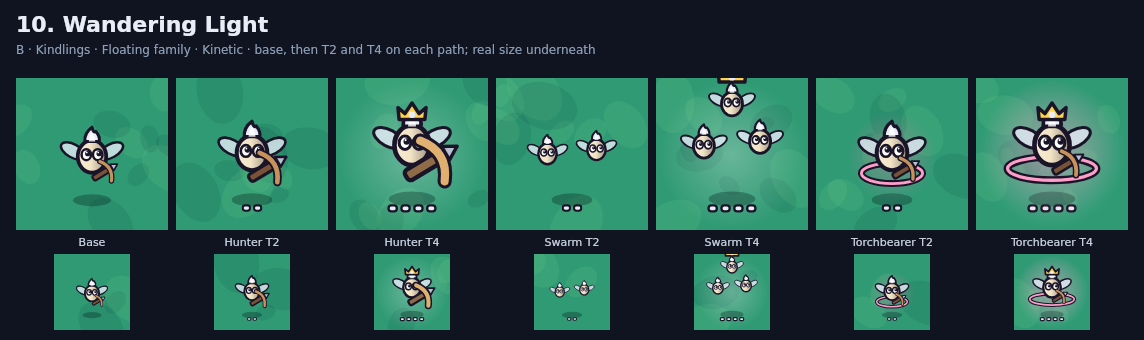 10. Wandering Light
B · Kindlings · Floating family · Kinetic · base, then T2 and T4 on each path; real size underneath
Base
Hunter T2
Hunter T4
Swarm T2
Swarm T4
Torchbearer T2
Torchbearer T4